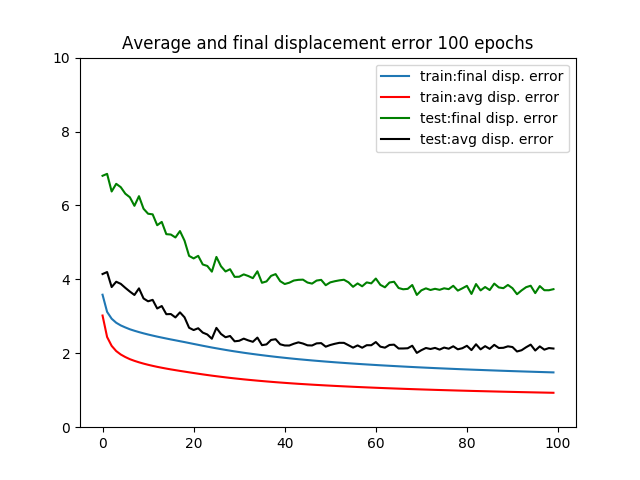 Average and final displacement error 100 epochs
train:final disp. error
train:avg disp. error
test:final disp. error
test:avg disp. error
10
8
6
4
2
0
0 20 40 60 80 100